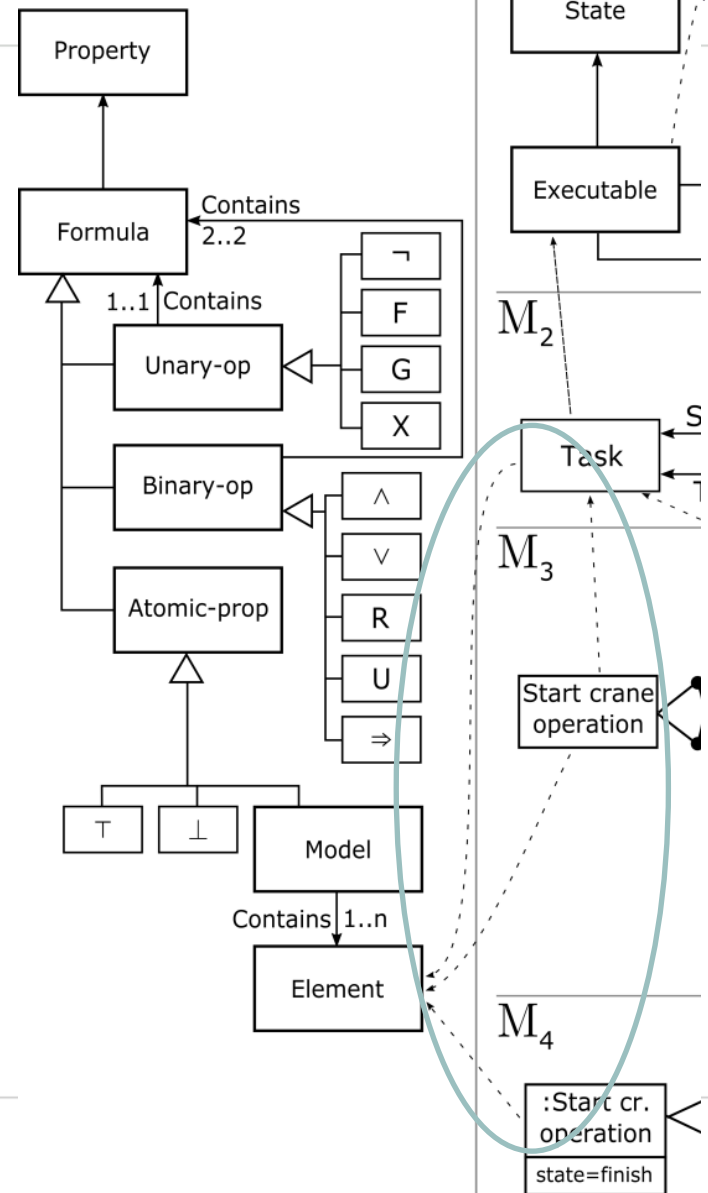 Property
Formula
Contains
2..2
1..1
Contains
Unary-op
¬
F
G
X
Binary-op
∧
∨
R
U
⇒
Atomic-prop
⊤
⊥
Model
Contains
1..n
Element
State
Executable
M2
Task
S
M3
Start crane
operation
M4
:Start cr.
operation
state=finish